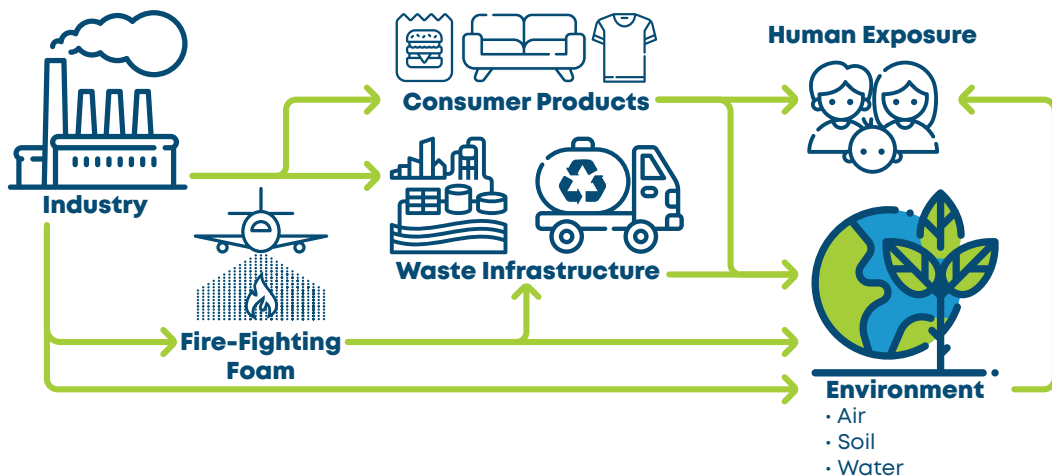 Human Exposure
Consumer Products
Industry
Waste Infrastructure
Fire-Fighting
Foam
Environment
• Air
• Soil
• Water